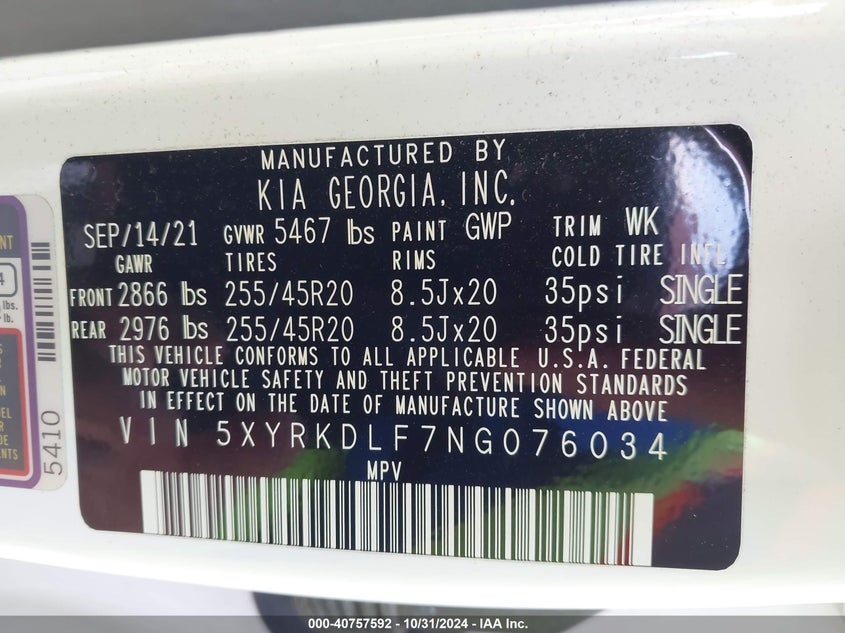 MANUFACTURED BY
KIA GEORGIA, INC.
SEP/14/21 GVWR 5467 lbs PAINT GWP TRIM WK
GAWR TIRES RIMS COLD TIRE INFL
FRONT 2866 lbs 255/45R20 8.5Jx20 35psi SINGLE
REAR 2976 lbs 255/45R20 8.5Jx20 35psi SINGLE
THIS VEHICLE CONFORMS TO ALL APPLICABLE U.S.A. FEDERAL
MOTOR VEHICLE SAFETY AND THEFT PREVENTION STANDARDS
IN EFFECT ON THE DATE OF MANUFACTURE SHOWN ABOVE
VIN 5XYRKDLF7NG076034
MPV
5410
lbs.
lb.
000-40757592 - 10/31/2024 - IAA Inc.